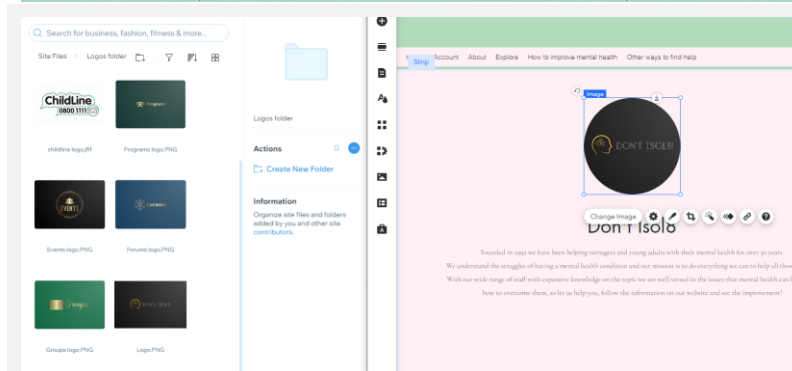 Search for business, fashion, fitness & more...
Site Files > Logos folder
ChildLine
0800 1111
Programs
childline logo.jfif
Programs logo.PNG
EVENTS
Forums
Events logo.PNG
Forums logo.PNG
Groups
DON'T ISOL8
Groups logo.PNG
Logo.PNG
Logos folder
Actions
Create New Folder
Information
Organize site files and folders
added by you and other site
contributors.
Strip
Account About Explore How to improve mental health Other ways to find help
Image
DON'T ISOL8
Change Image
Don't Isol8
Founded in 1992 we have been helping teenagers and young adults with their mental health for over 30 years.
We understand the struggles of having a mental health condition and our mission is to do everything we can to help all thos
With our wide range of staff with expansive knowledge on the topic we are well versed in the issues that mental health can
how to overcome them, so let us help you, follow the information on our website and see the improvement!